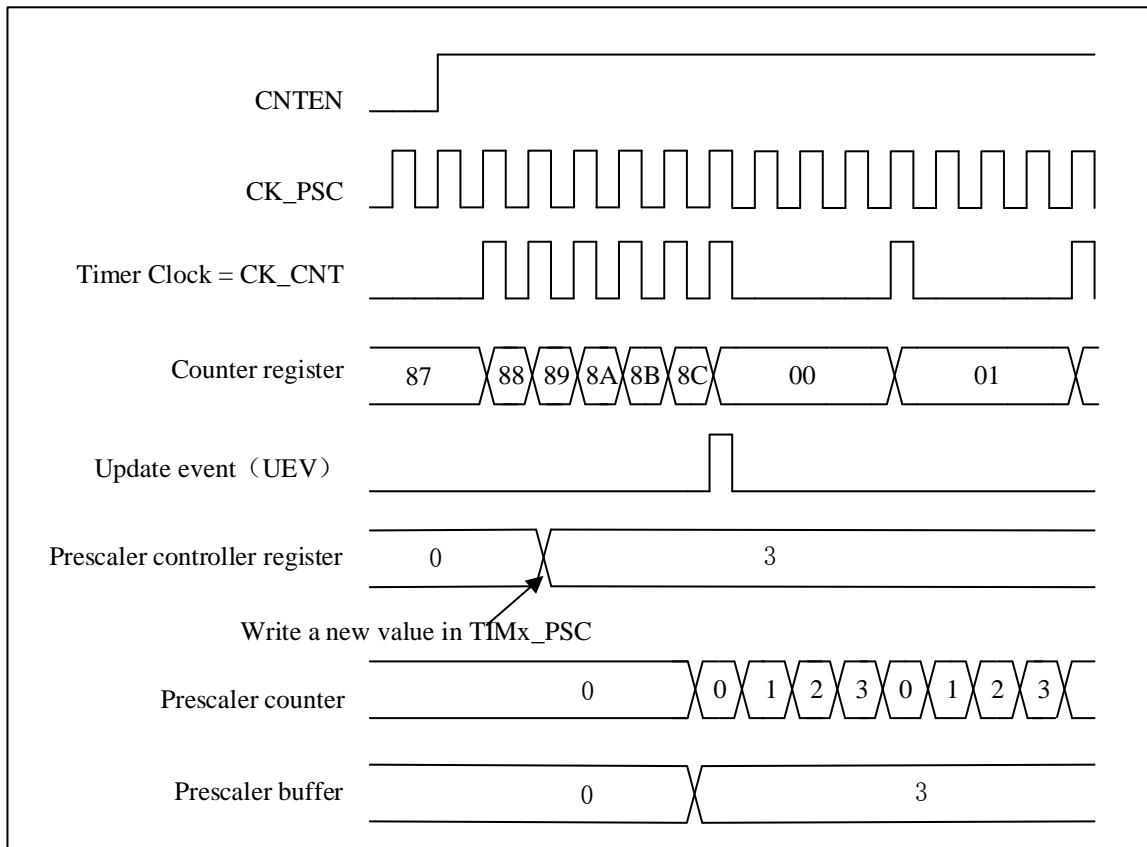 CNTEN
CK_PSC
Timer Clock = CK_CNT
Counter register
87 88 89 8A 8B 8C 00 01
Update event（UEV）
Prescaler controller register
0 3
Write a new value in TIMx_PSC
Prescaler counter
0 0 1 2 3 0 1 2 3
Prescaler buffer
0 3